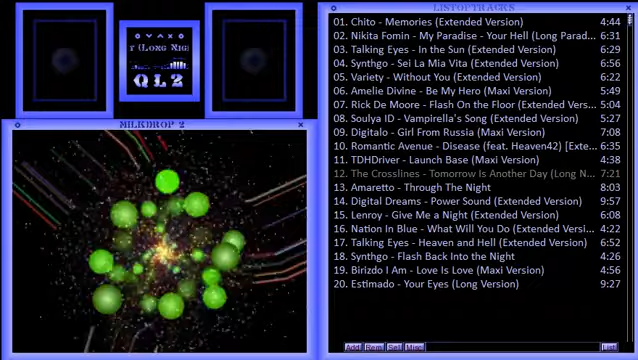 LISTOFTRACKS
T (LONG NIG
QL2
MILKDROP 2
01. Chito - Memories (Extended Version) 4:44
02. Nikita Fomin - My Paradise - Your Hell (Long Parad... 6:31
03. Talking Eyes - In the Sun (Extended Version) 6:29
04. Synthgo - Sei La Mia Vita (Extended Version) 6:56
05. Variety - Without You (Extended Version) 6:22
06. Amelie Divine - Be My Hero (Maxi Version) 5:49
07. Rick De Moore - Flash On the Floor (Extended Vers... 5:04
08. Soulya ID - Vampirella's Song (Extended Version) 5:27
09. Digitalo - Girl From Russia (Maxi Version) 7:08
10. Romantic Avenue - Disease (feat. Heaven42) [Exte... 6:35
11. TDHDriver - Launch Base (Maxi Version) 4:38
12. The Crosslines - Tomorrow Is Another Day (Long N... 7:21
13. Amaretto - Through The Night 8:03
14. Digital Dreams - Power Sound (Extended Version) 9:57
15. Lenroy - Give Me a Night (Extended Version) 6:08
16. Nation In Blue - What Will You Do (Extended Versi... 4:22
17. Talking Eyes - Heaven and Hell (Extended Version) 6:52
18. Synthgo - Flash Back Into the Night 4:26
19. Birizdo I Am - Love Is Love (Maxi Version) 4:56
20. Estimado - Your Eyes (Long Version) 9:27
Add Rem Sel Misc List